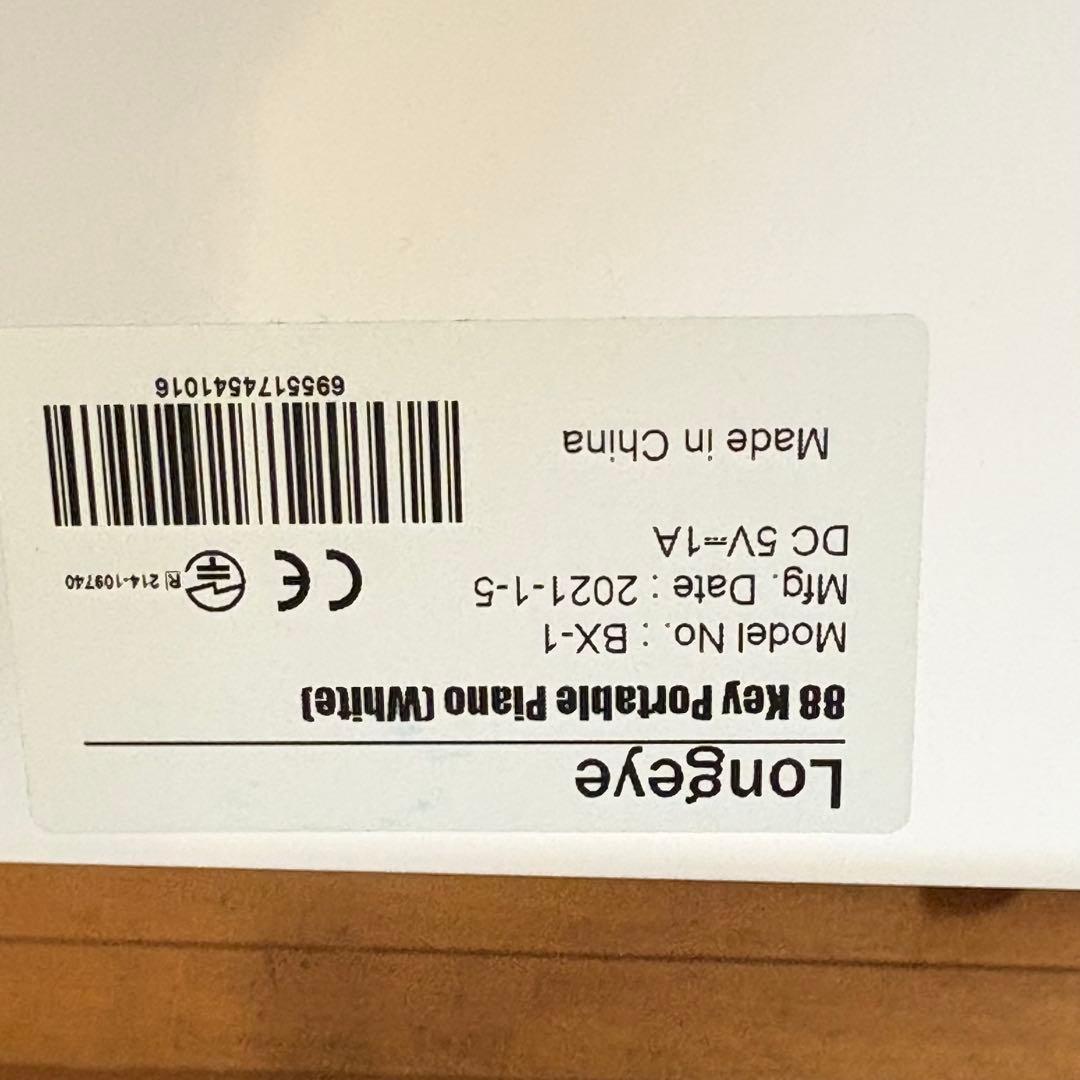 Longeye
88 Key Portable Piano (White)
Model No. : BX-1
Mfg. Date : 2021-1-5
DC 5V⎓1A
Made in China
CE
R 214-109740
6955174541016